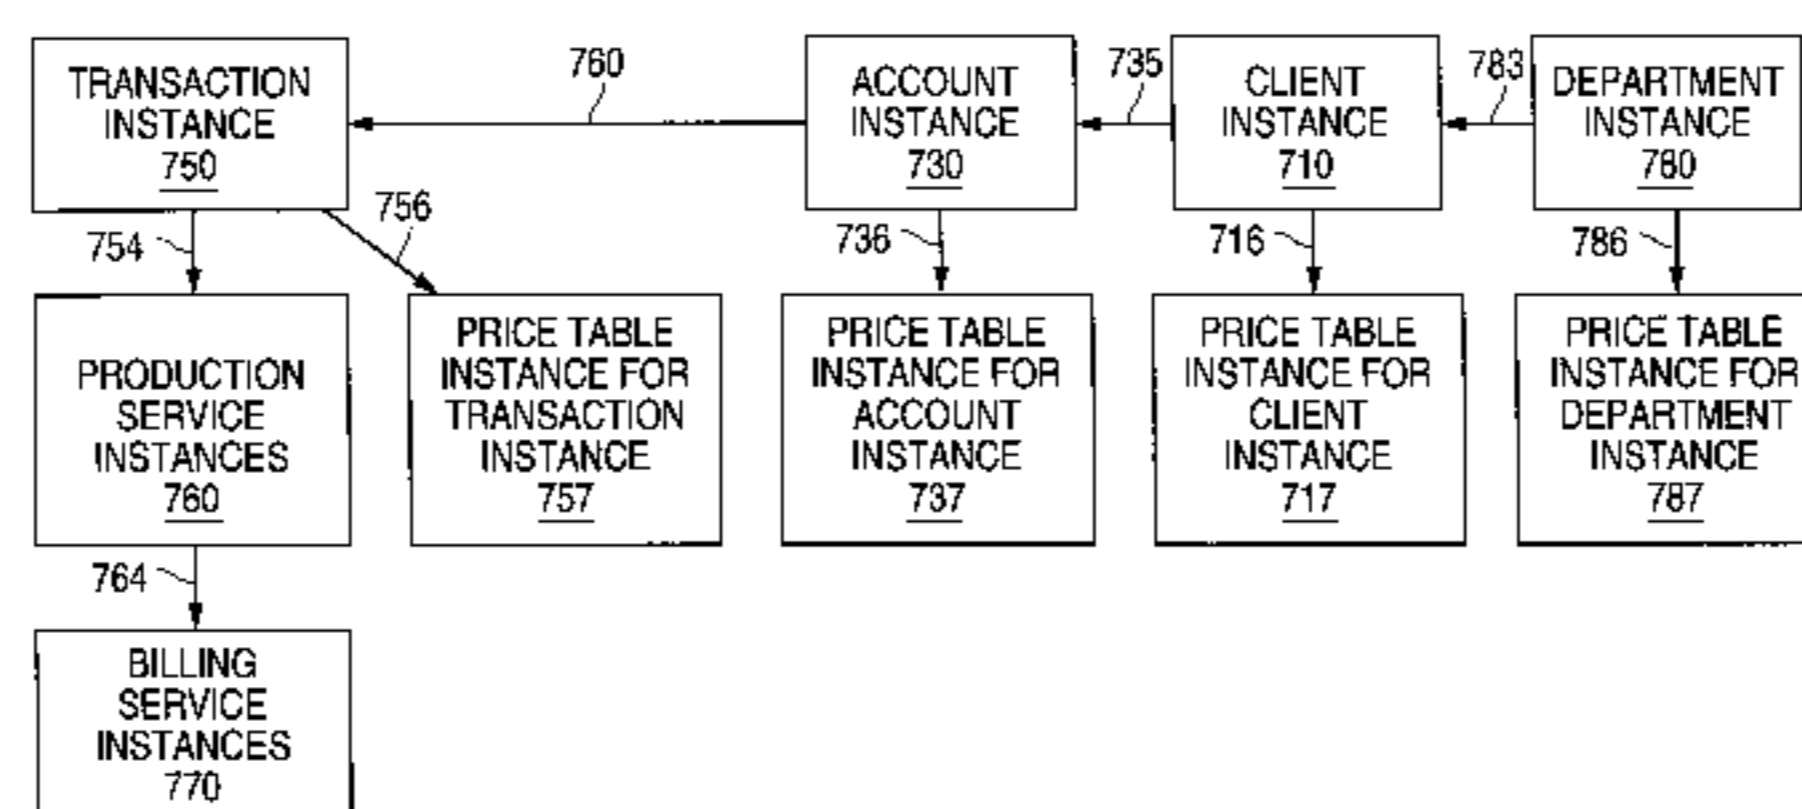 TRANSACTION
INSTANCE
750
760
ACCOUNT
INSTANCE
730
735
CLIENT
INSTANCE
710
783
DEPARTMENT
INSTANCE
780
754
756
736
716
786
PRODUCTION
SERVICE
INSTANCES
760
PRICE TABLE
INSTANCE FOR
TRANSACTION
INSTANCE
757
PRICE TABLE
INSTANCE FOR
ACCOUNT
INSTANCE
737
PRICE TABLE
INSTANCE FOR
CLIENT
INSTANCE
717
PRICE TABLE
INSTANCE FOR
DEPARTMENT
INSTANCE
787
764
BILLING
SERVICE
INSTANCES
770